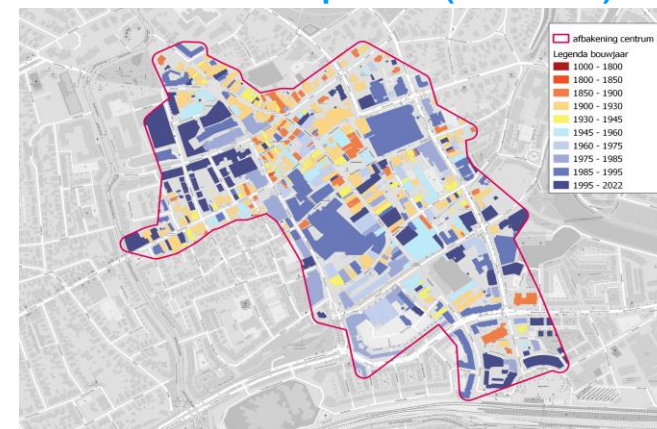 afbakening centrum
Legenda bouwjaar
1000 - 1800
1800 - 1850
1850 - 1900
1900 - 1930
1930 - 1945
1945 - 1960
1960 - 1975
1975 - 1985
1985 - 1995
1995 - 2022